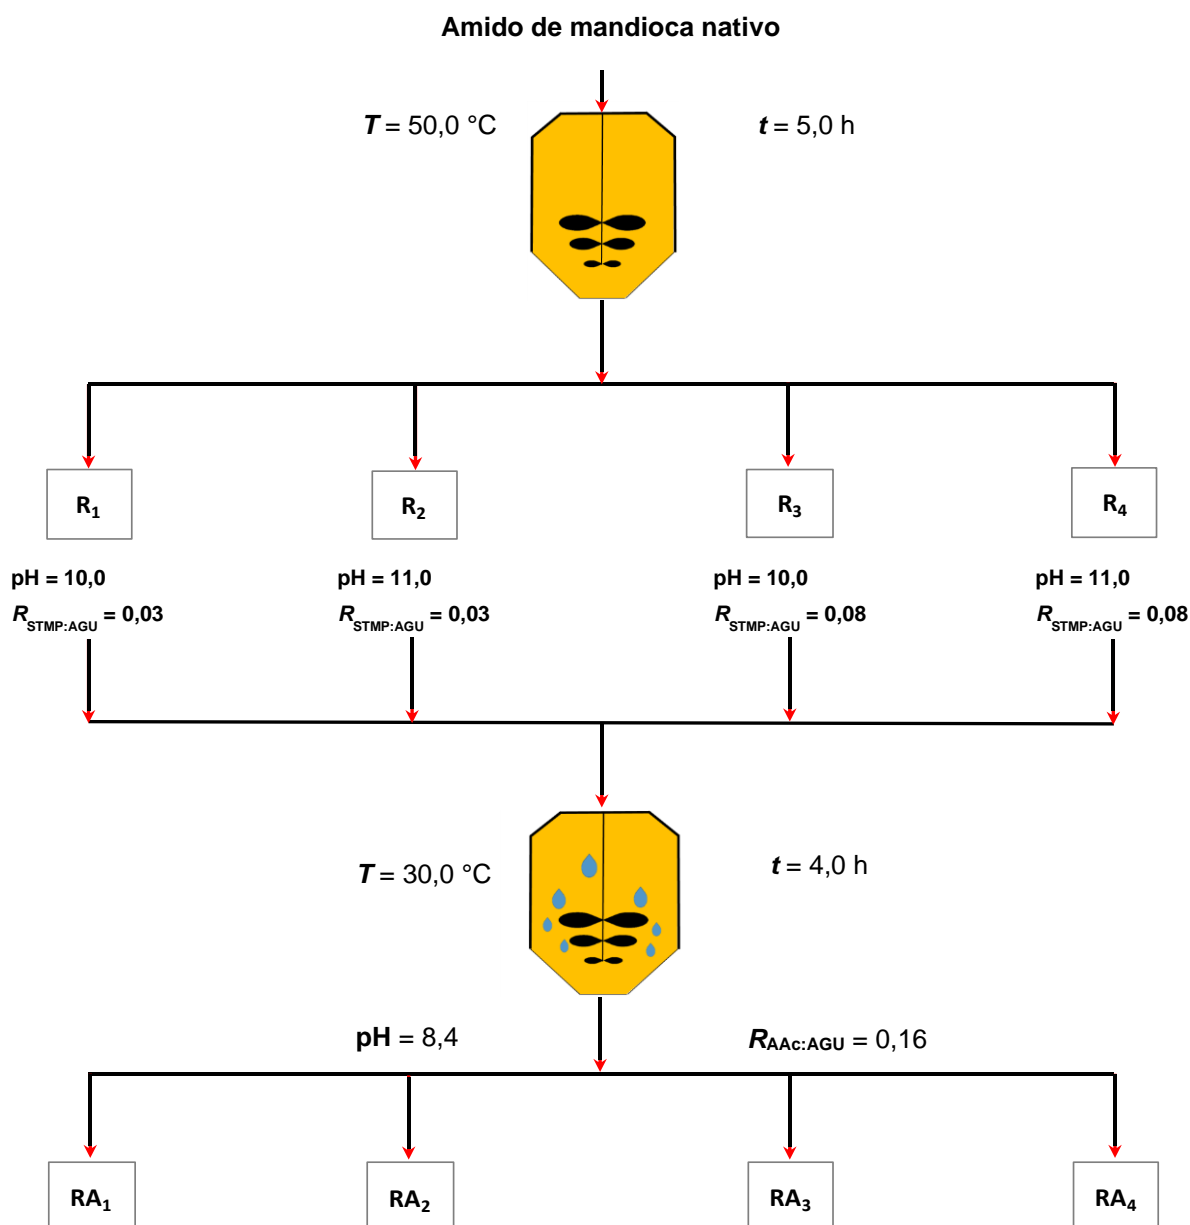 Amido de mandioca nativo
T = 50,0 °C
t = 5,0 h
R1
R2
R3
R4
pH = 10,0
pH = 11,0
pH = 10,0
pH = 11,0
RSTMP:AGU = 0,03
RSTMP:AGU = 0,03
RSTMP:AGU = 0,08
RSTMP:AGU = 0,08
T = 30,0 °C
t = 4,0 h
pH = 8,4
RAAc:AGU = 0,16
RA1
RA2
RA3
RA4